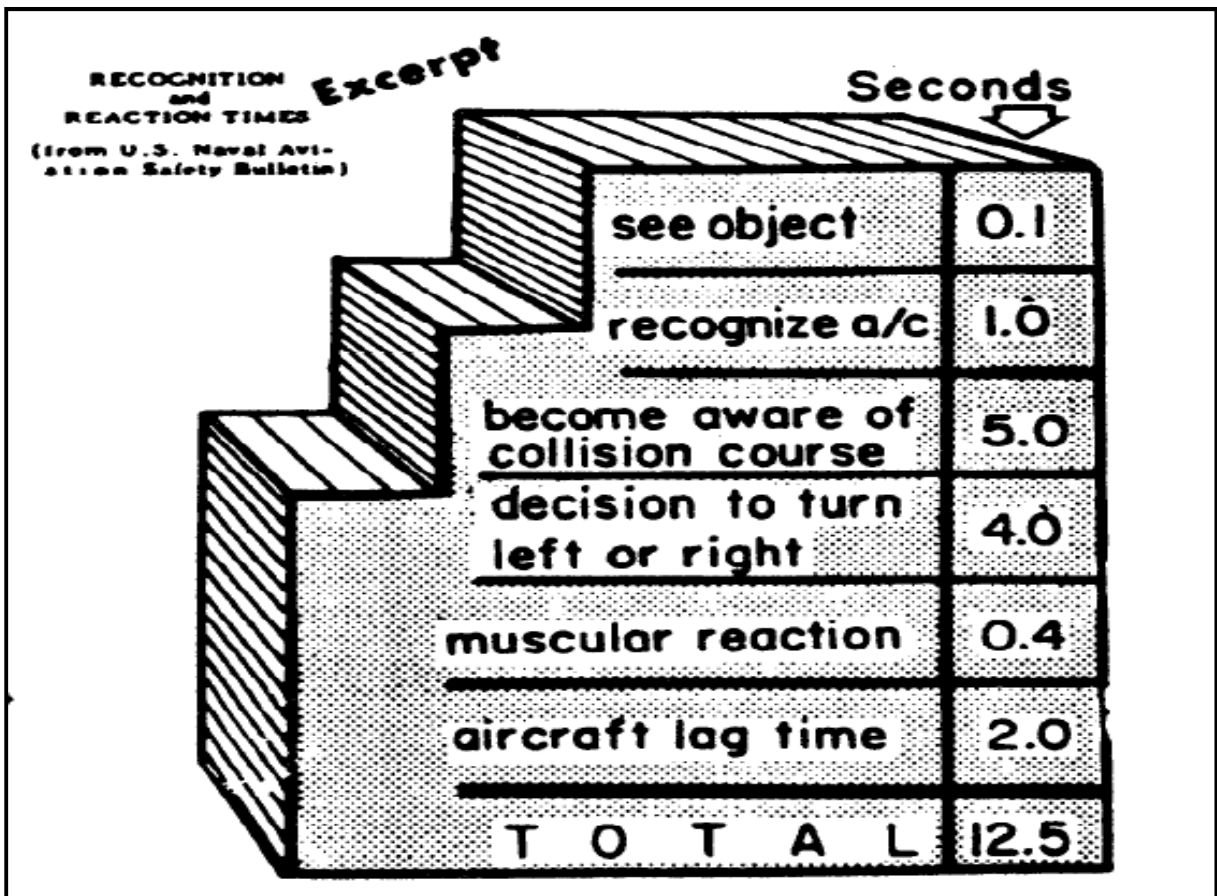 RECOGNITION
and
REACTION TIMES
(from U.S. Naval Avi-
ation Safety Bulletin)
Excerpt
Seconds
see object 0.1
recognize a/c 1.0
become aware of
collision course 5.0
decision to turn
left or right 4.0
muscular reaction 0.4
aircraft lag time 2.0
TOTAL 12.5